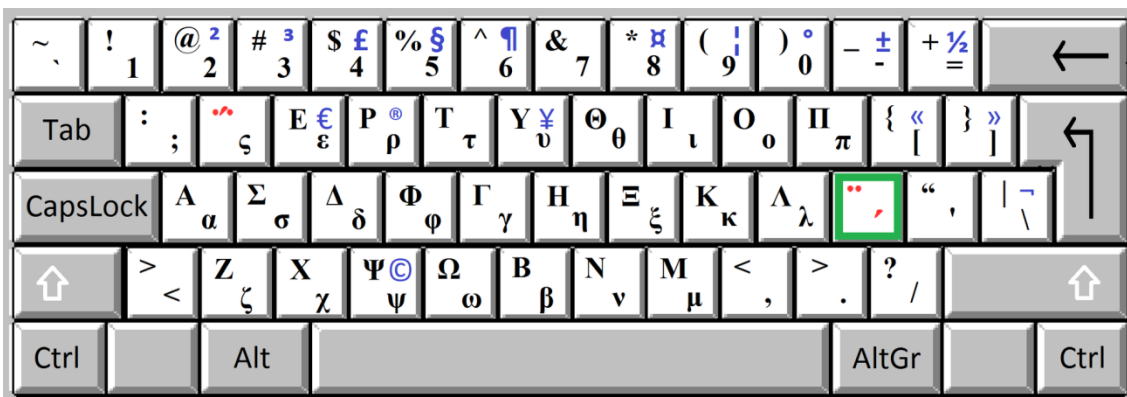 ~ ` ! 1 @ ² 2 # ³ 3 $ £ 4 % § 5 ^ ¶ 6 & 7 * ¤ 8 ( ¦ 9 ) ° 0 _ ± - + ½ = ←
Tab : ; ΅ ς Ε € ε Ρ ® ρ Τ τ Υ ¥ υ Θ θ Ι ι Ο ο Π π { « [ } » ]
CapsLock Α α Σ σ Δ δ Φ φ Γ γ Η η Ξ ξ Κ κ Λ λ ¨ ΄ “ ' | ¬ \
> < Ζ ζ Χ χ Ψ © ψ Ω ω Β β Ν ν Μ μ < , > . ? /
Ctrl Alt AltGr Ctrl